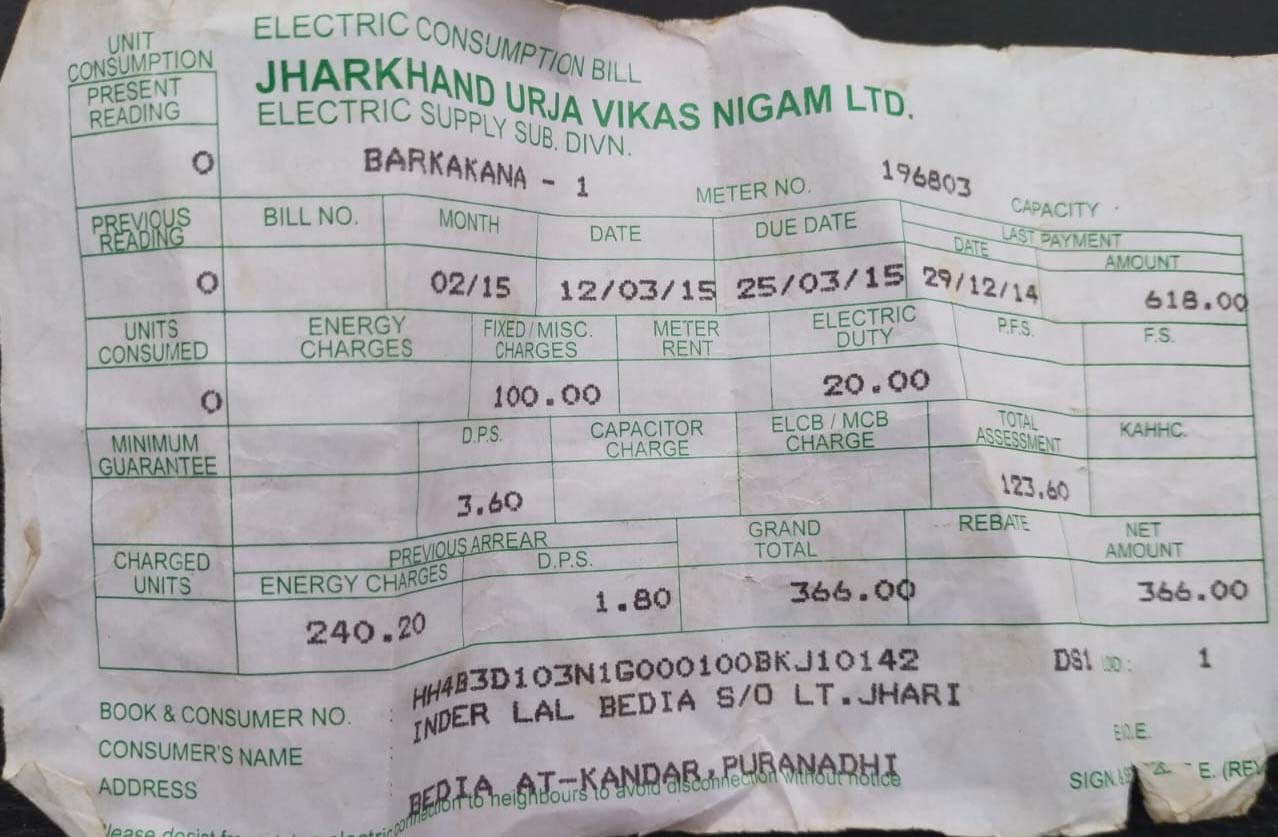 UNIT CONSUMPTION
ELECTRIC CONSUMPTION BILL
JHARKHAND URJA VIKAS NIGAM LTD.
ELECTRIC SUPPLY SUB. DIVN.
PRESENT READING
0
BARKAKANA - 1
METER NO. 196803
CAPACITY
PREVIOUS READING
BILL NO.
MONTH
DATE
DUE DATE
LAST PAYMENT
DATE
AMOUNT
0
02/15
12/03/15
25/03/15
29/12/14
618.00
UNITS CONSUMED
ENERGY CHARGES
FIXED / MISC. CHARGES
METER RENT
ELECTRIC DUTY
P.F.S.
F.S.
0
100.00
20.00
MINIMUM GUARANTEE
D.P.S.
CAPACITOR CHARGE
ELCB / MCB CHARGE
TOTAL ASSESSMENT
KAHHC.
3.60
123.60
CHARGED UNITS
PREVIOUS ARREAR
ENERGY CHARGES
D.P.S.
GRAND TOTAL
REBATE
NET AMOUNT
240.20
1.80
366.00
366.00
BOOK & CONSUMER NO. : HH4B3D103N1G000100BKJ10142 DS1 : 1
CONSUMER'S NAME INDER LAL BEDIA S/O LT.JHARI
ADDRESS BEDIA AT-KANDAR,PURANADHI
to neighbours to avoid disconnection without notice